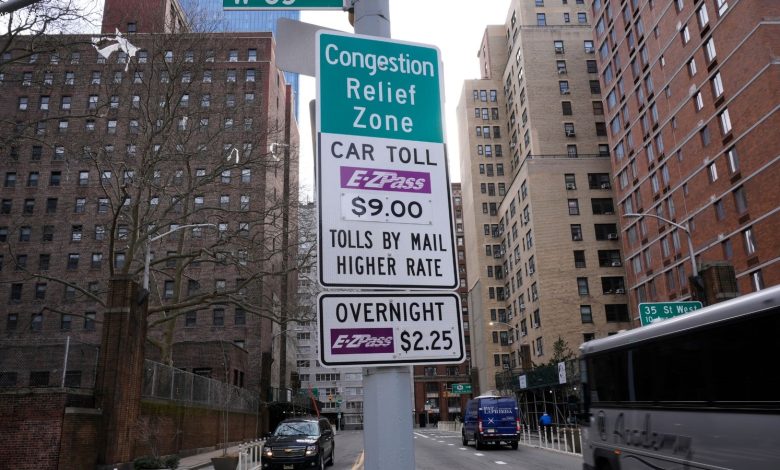 Congestion
Relief
Zone
CAR TOLL
E-ZPass
$9.00
TOLLS BY MAIL
HIGHER RATE
OVERNIGHT
E-ZPass $2.25
35 St West
Academy